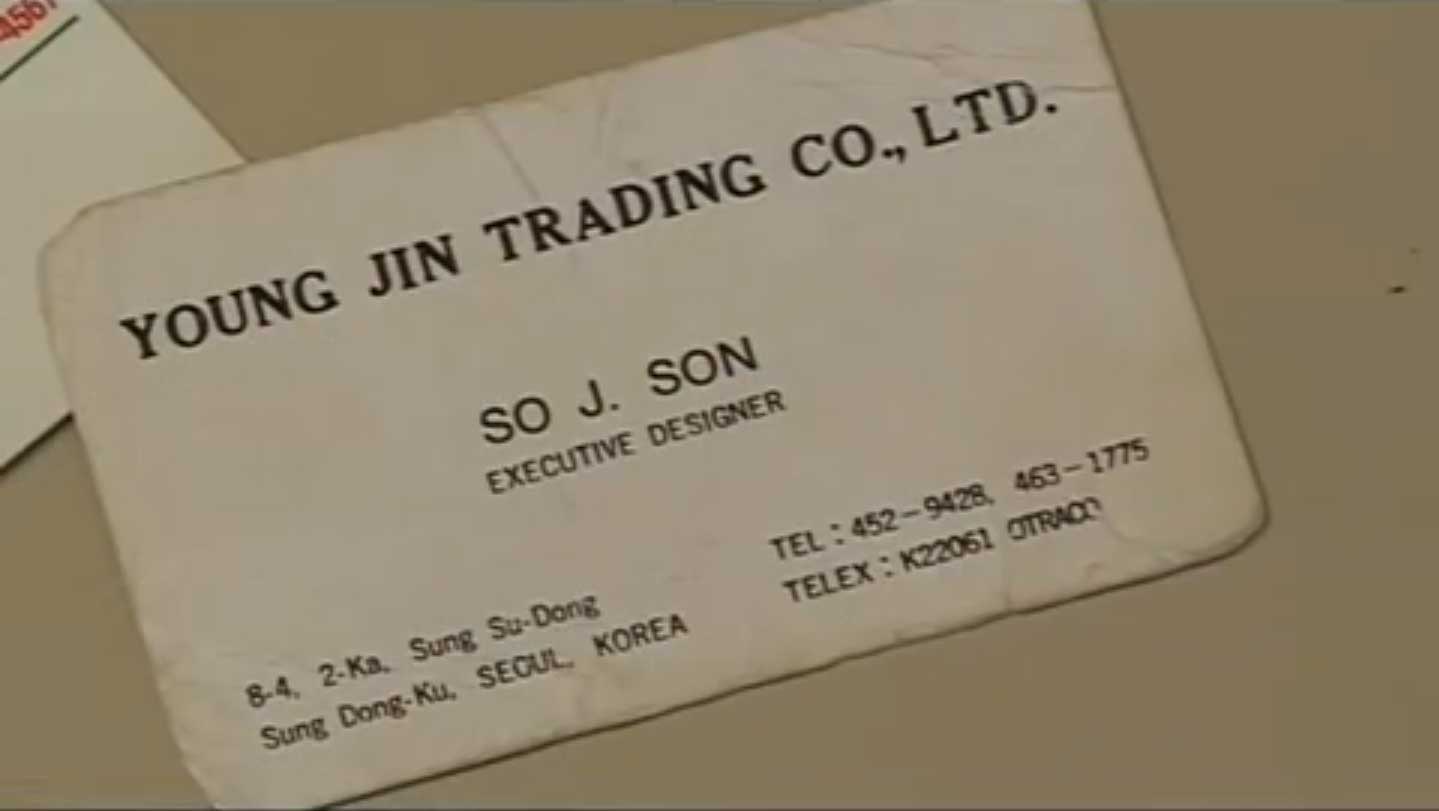 4567
YOUNG JIN TRADING CO., LTD.
SO J. SON
EXECUTIVE DESIGNER
TEL : 452-9428, 463-1775
TELEX : K22061 OTRACO
8-4, 2-Ka, Sung Su-Dong
Sung Dong-Ku, SEOUL, KOREA